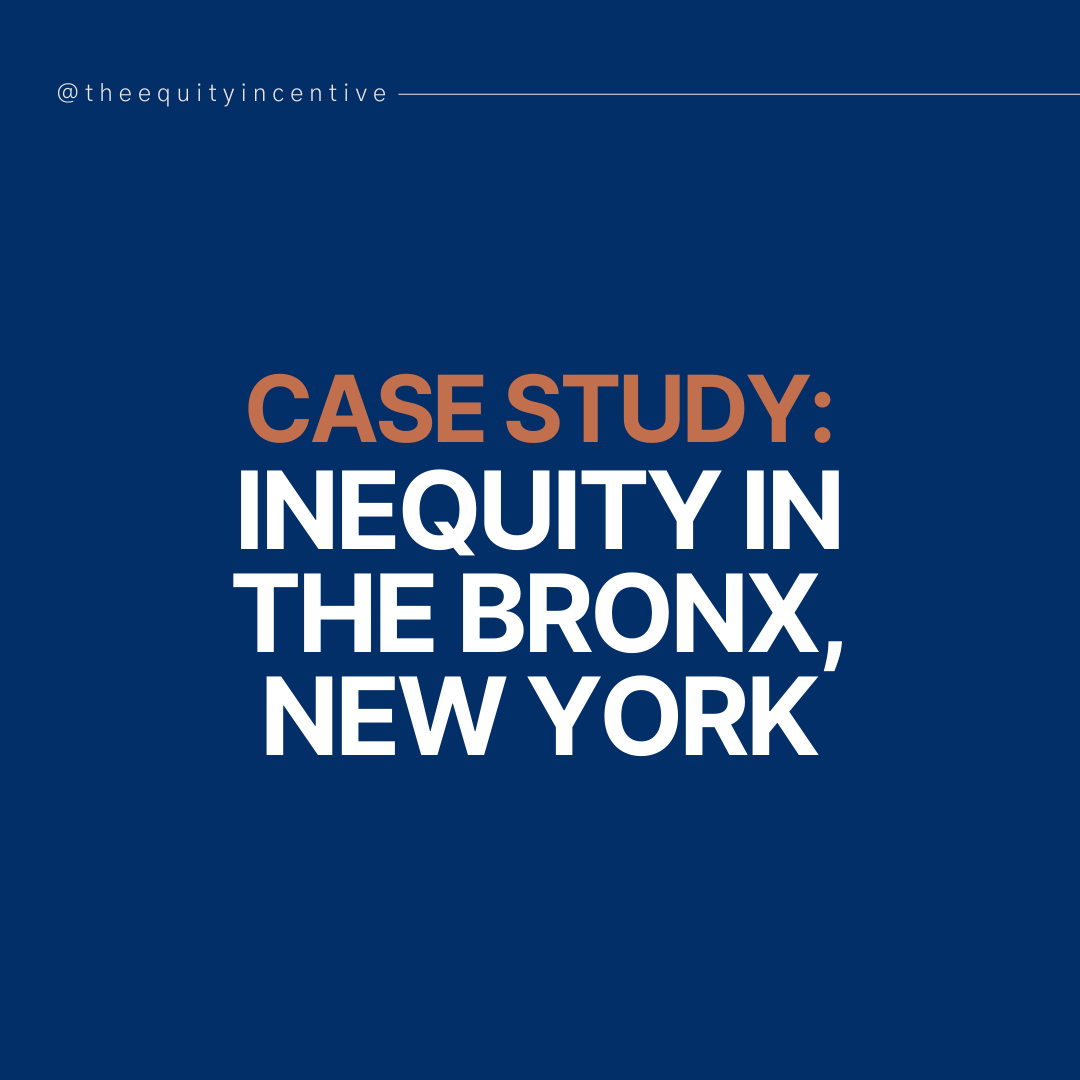 @theequityincentive
CASE STUDY:
INEQUITY IN
THE BRONX,
NEW YORK